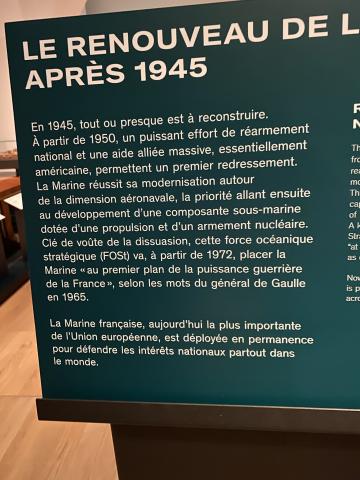 LE RENOUVEAU DE L
APRÈS 1945
En 1945, tout ou presque est à reconstruire.
À partir de 1950, un puissant effort de réarmement
national et une aide alliée massive, essentiellement
américaine, permettent un premier redressement.
La Marine réussit sa modernisation autour
de la dimension aéronavale, la priorité allant ensuite
au développement d'une composante sous-marine
dotée d'une propulsion et d'un armement nucléaire.
Clé de voûte de la dissuasion, cette force océanique
stratégique (FOSt) va, à partir de 1972, placer la
Marine « au premier plan de la puissance guerrière
de la France », selon les mots du général de Gaulle
en 1965.
La Marine française, aujourd'hui la plus importante
de l'Union européenne, est déployée en permanence
pour défendre les intérêts nationaux partout dans
le monde.